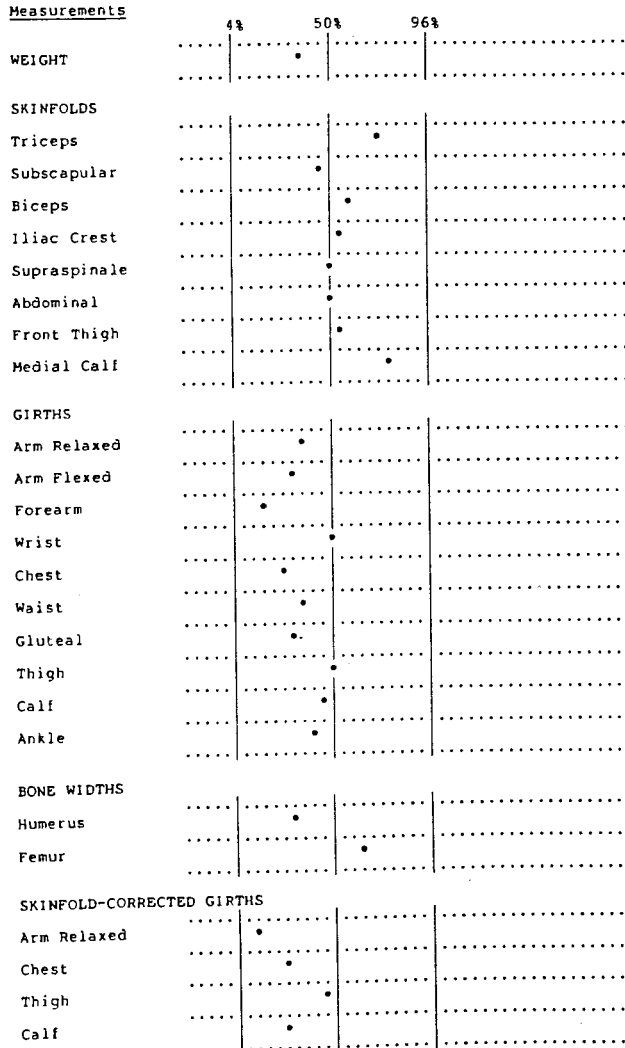 Measurements
4% 50% 96%
WEIGHT
SKINFOLDS
Triceps
Subscapular
Biceps
Iliac Crest
Supraspinale
Abdominal
Front Thigh
Medial Calf
GIRTHS
Arm Relaxed
Arm Flexed
Forearm
Wrist
Chest
Waist
Gluteal
Thigh
Calf
Ankle
BONE WIDTHS
Humerus
Femur
SKINFOLD-CORRECTED GIRTHS
Arm Relaxed
Chest
Thigh
Calf